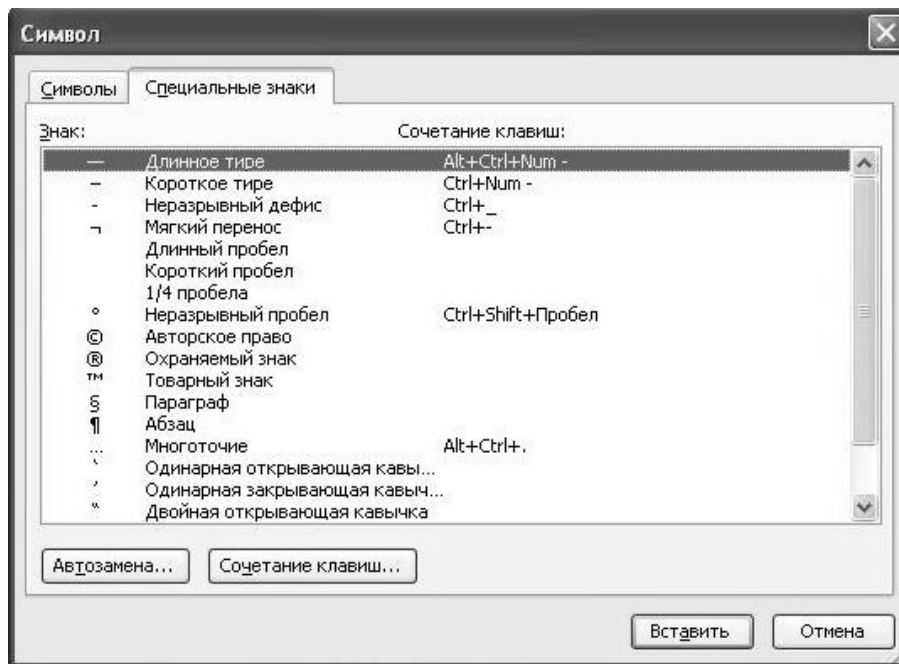 Символ
Символы Специальные знаки
Знак: Сочетание клавиш:
— Длинное тире Alt+Ctrl+Num -
– Короткое тире Ctrl+Num -
- Неразрывный дефис Ctrl+_
¬ Мягкий перенос Ctrl+-
Длинный пробел
Короткий пробел
1/4 пробела
° Неразрывный пробел Ctrl+Shift+Пробел
© Авторское право
® Охраняемый знак
™ Товарный знак
§ Параграф
¶ Абзац
… Многоточие Alt+Ctrl+.
‘ Одинарная открывающая кавы...
’ Одинарная закрывающая кавыч...
“ Двойная открывающая кавычка
Автозамена... Сочетание клавиш...
Вставить Отмена